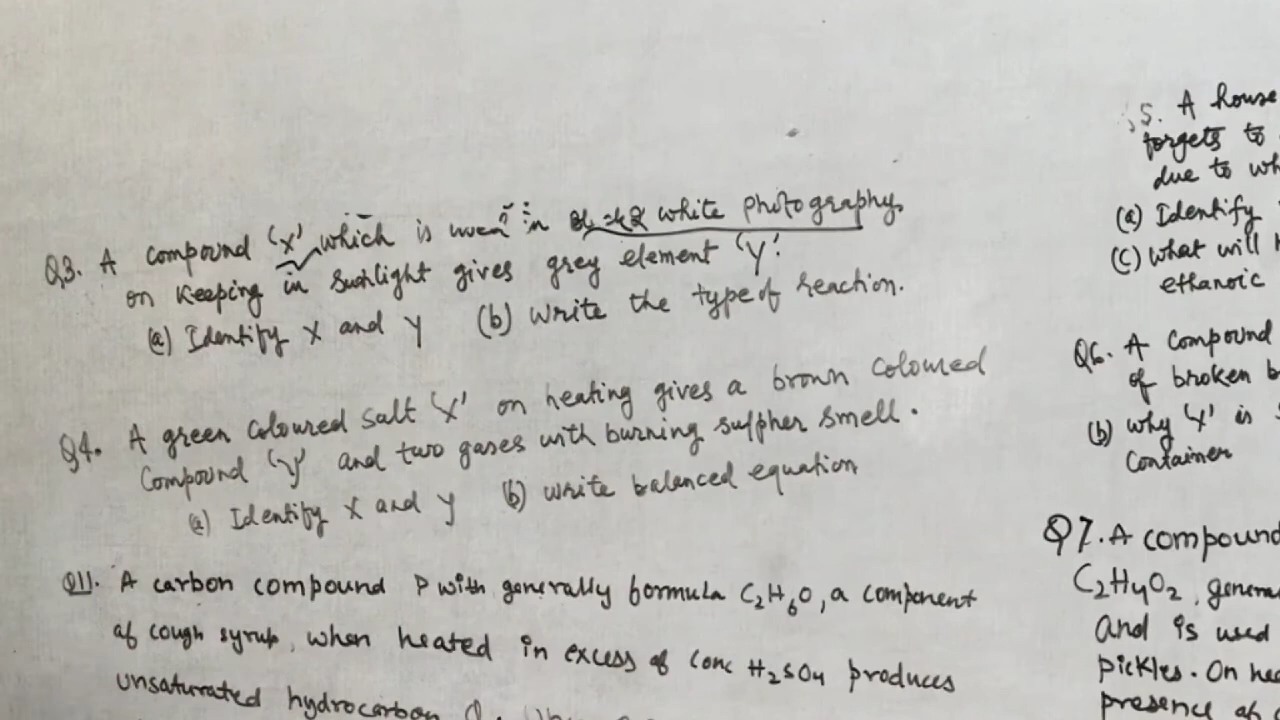 Q3. A compound 'X' which is used in white photography
on keeping in sunlight gives grey element 'Y'.
(a) Identify X and Y (b) Write the type of reaction.
Q4. A green coloured salt 'X' on heating gives a brown coloured
Compound 'Y' and two gases with burning sulpher smell.
(a) Identify X and Y (b) write balanced equation
Q11. A carbon compound P with generally formula C2H6O, a component
of cough syrup, when heated in excess of conc H2SO4 produces
unsaturated hydrocarbon
5. A house
forgets to
due to wh
(a) Identify
(c) What will h
ethanoic
Q6. A Compound
of broken b
(b) why 'X' is
Container
Q7. A compound
C2H4O2, genera
and is used
pickles. On hea
presence of